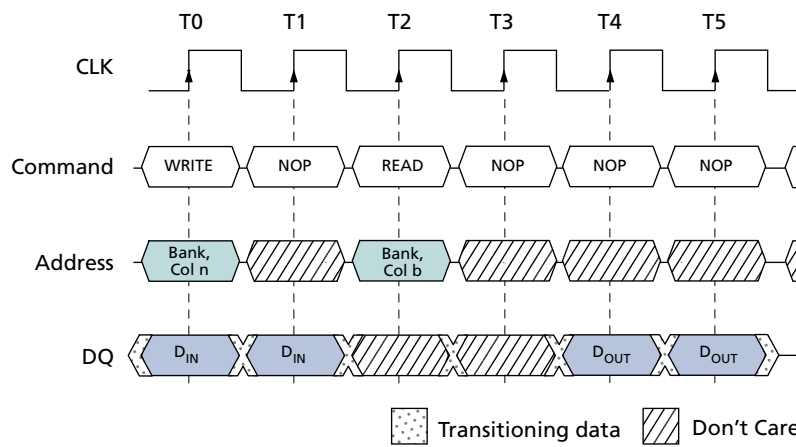 T0 T1 T2 T3 T4 T5
CLK
Command WRITE NOP READ NOP NOP NOP
Address Bank, Col n Bank, Col b
DQ DIN DIN DOUT DOUT
Transitioning data Don't Care